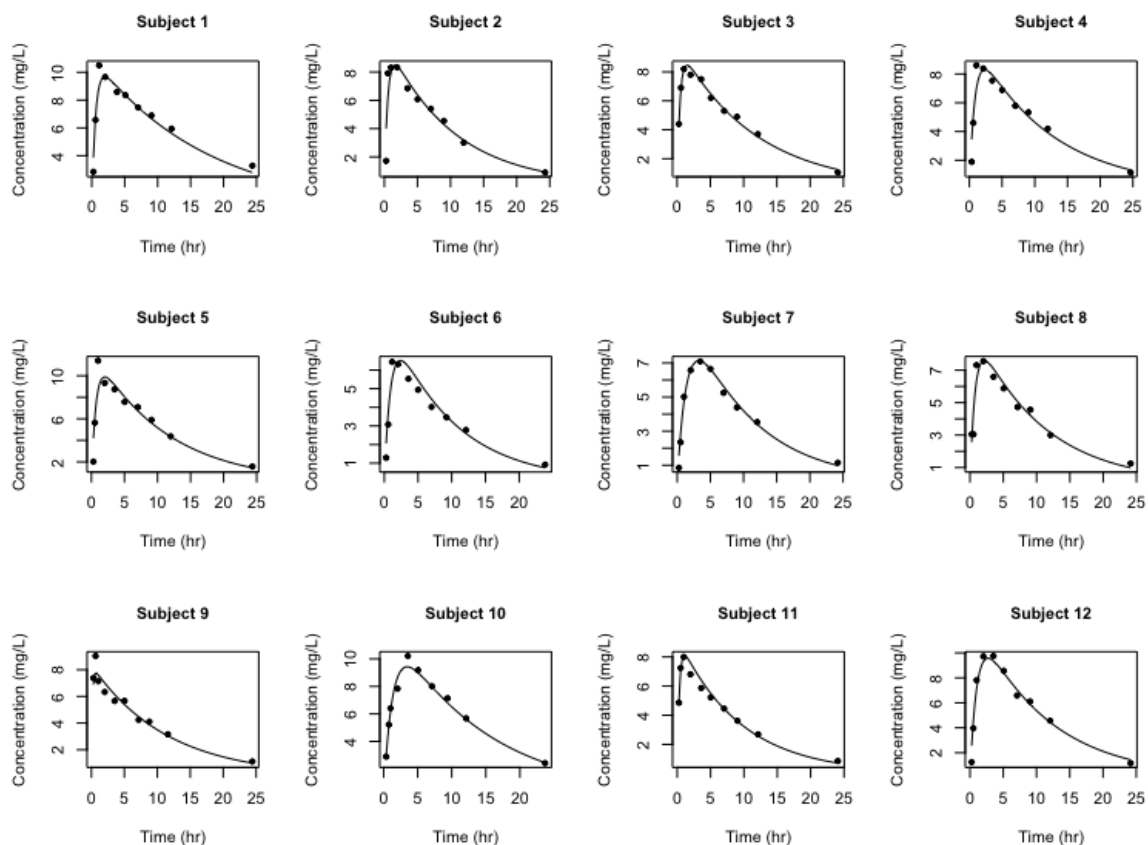 Subject 1
Concentration (mg/L)
10
8
6
4
0 5 10 15 20 25
Time (hr)
Subject 2
Concentration (mg/L)
8
6
4
2
0 5 10 15 20 25
Time (hr)
Subject 3
Concentration (mg/L)
8
6
4
2
0 5 10 15 20 25
Time (hr)
Subject 4
Concentration (mg/L)
8
6
4
2
0 5 10 15 20 25
Time (hr)
Subject 5
Concentration (mg/L)
10
6
2
0 5 10 15 20 25
Time (hr)
Subject 6
Concentration (mg/L)
5
3
1
0 5 10 15 20
Time (hr)
Subject 7
Concentration (mg/L)
7
5
3
1
0 5 10 15 20 25
Time (hr)
Subject 8
Concentration (mg/L)
7
5
3
1
0 5 10 15 20 25
Time (hr)
Subject 9
Concentration (mg/L)
8
6
4
2
0 5 10 15 20 25
Time (hr)
Subject 10
Concentration (mg/L)
10
8
6
4
0 5 10 15 20
Time (hr)
Subject 11
Concentration (mg/L)
8
6
4
2
0 5 10 15 20 25
Time (hr)
Subject 12
Concentration (mg/L)
8
6
4
2
0 5 10 15 20 25
Time (hr)